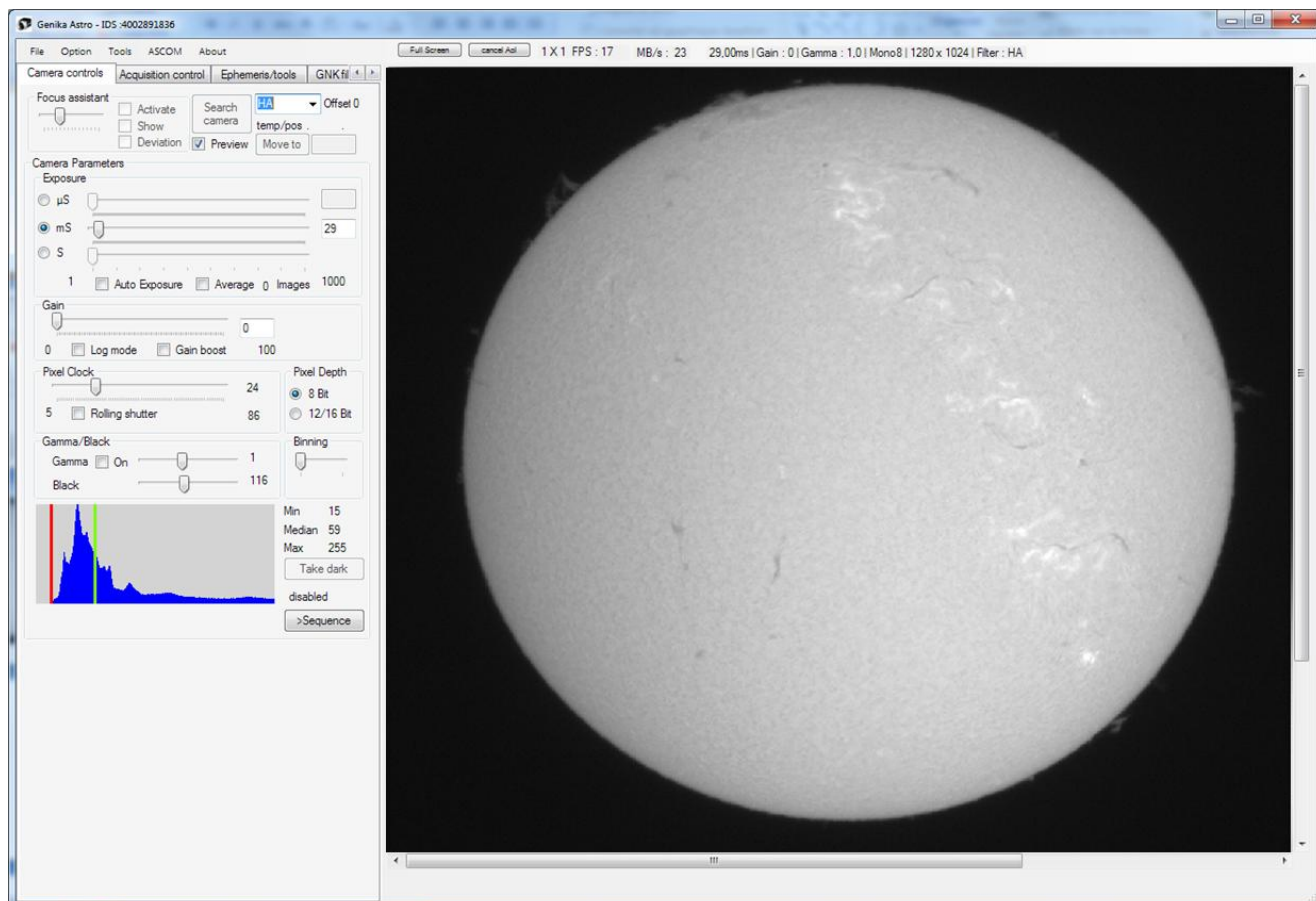 Genika Astro - IDS :4002891836
File Option Tools ASCOM About
Full Screen cancel AoI 1 X 1 FPS : 17 MB/s : 23 29,00ms | Gain : 0 | Gamma : 1,0 | Mono8 | 1280 x 1024 | Filter : HA
Camera controls Acquisition control Ephemeris/tools GNK fil
Focus assistant
Activate
Show
Deviation
Search camera
HA Offset 0
temp/pos . .
Preview Move to
Camera Parameters
Exposure
µS
mS 29
S
1 Auto Exposure Average 0 Images 1000
Gain
0
0 Log mode Gain boost 100
Pixel Clock
24
5 Rolling shutter 86
Pixel Depth
8 Bit
12/16 Bit
Gamma/Black
Gamma On 1
Black 116
Binning
Min 15
Median 59
Max 255
Take dark
disabled
>Sequence